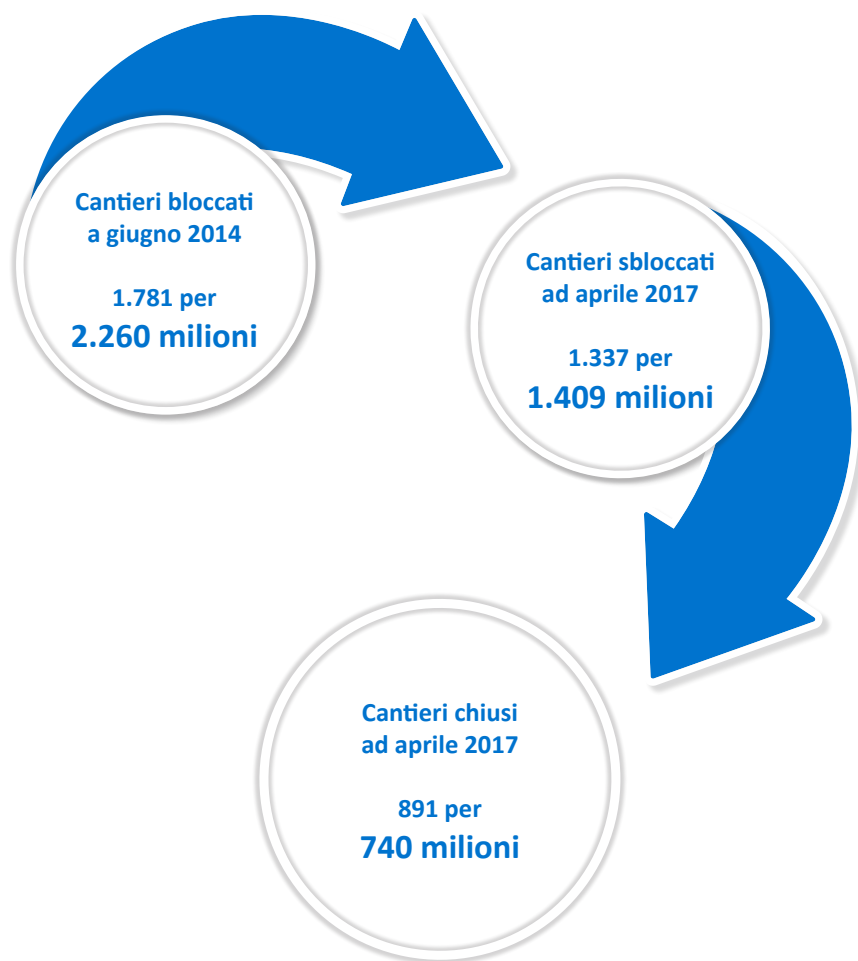 Cantieri bloccati
a giugno 2014
1.781 per
2.260 milioni
Cantieri sbloccati
ad aprile 2017
1.337 per
1.409 milioni
Cantieri chiusi
ad aprile 2017
891 per
740 milioni